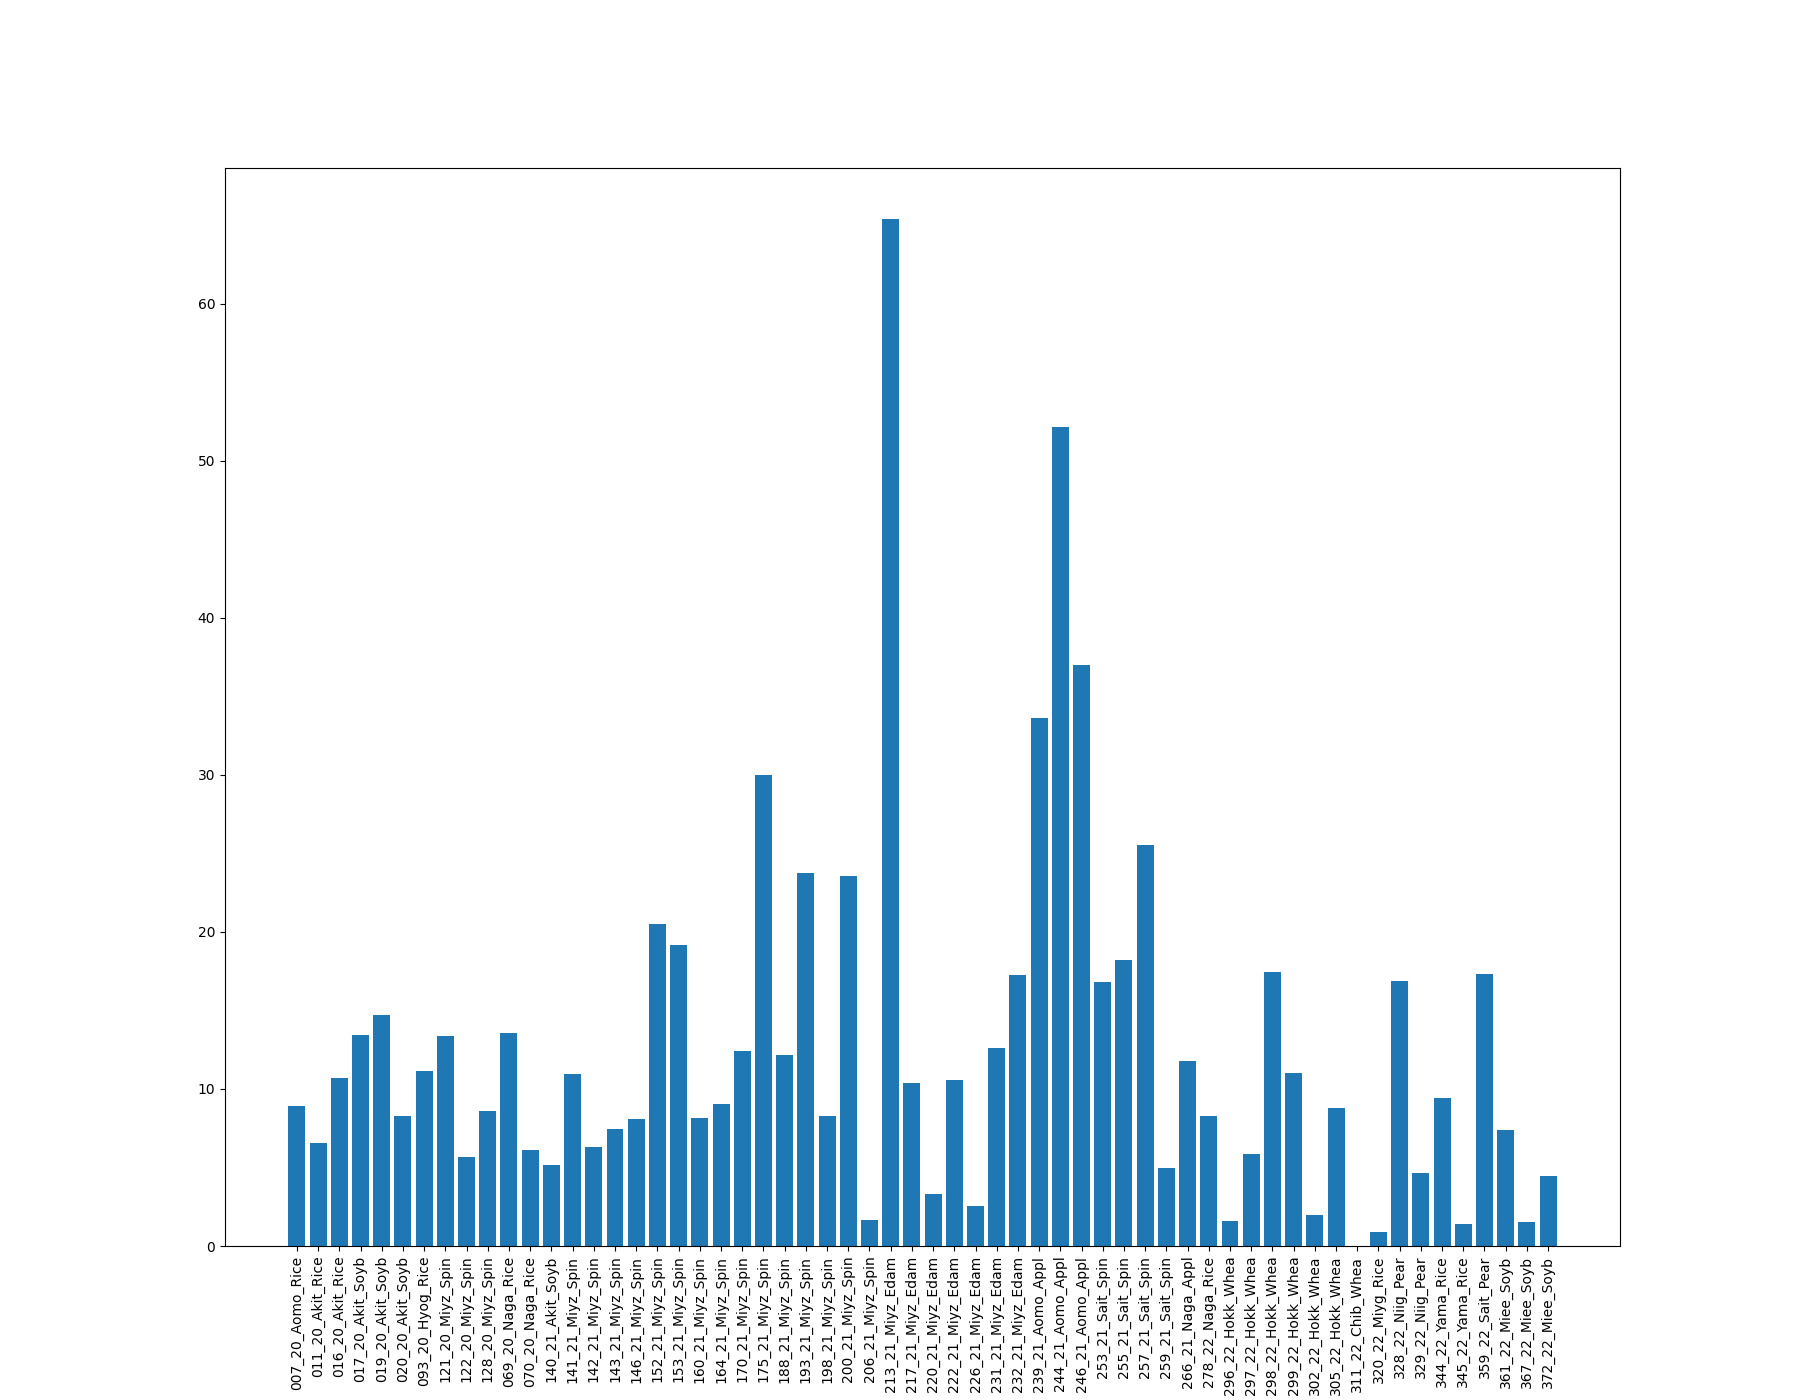 60
50
40
30
20
10
0
007_20_Aomo_Rice
011_20_Akit_Rice
016_20_Akit_Rice
017_20_Akit_Soyb
019_20_Akit_Soyb
020_20_Akit_Soyb
093_20_Hyog_Rice
121_20_Miyz_Spin
122_20_Miyz_Spin
128_20_Miyz_Spin
069_20_Naga_Rice
070_20_Naga_Rice
140_21_Akit_Soyb
141_21_Miyz_Spin
142_21_Miyz_Spin
143_21_Miyz_Spin
146_21_Miyz_Spin
152_21_Miyz_Spin
153_21_Miyz_Spin
160_21_Miyz_Spin
164_21_Miyz_Spin
170_21_Miyz_Spin
175_21_Miyz_Spin
188_21_Miyz_Spin
193_21_Miyz_Spin
198_21_Miyz_Spin
200_21_Miyz_Spin
206_21_Miyz_Spin
213_21_Miyz_Edam
217_21_Miyz_Edam
220_21_Miyz_Edam
222_21_Miyz_Edam
226_21_Miyz_Edam
231_21_Miyz_Edam
232_21_Miyz_Edam
239_21_Aomo_Appl
244_21_Aomo_Appl
246_21_Aomo_Appl
253_21_Sait_Spin
255_21_Sait_Spin
257_21_Sait_Spin
259_21_Sait_Spin
266_21_Naga_Appl
278_22_Naga_Rice
296_22_Hokk_Whea
297_22_Hokk_Whea
298_22_Hokk_Whea
299_22_Hokk_Whea
302_22_Hokk_Whea
305_22_Hokk_Whea
311_22_Chib_Whea
320_22_Miyg_Rice
328_22_Niig_Pear
329_22_Niig_Pear
344_22_Yama_Rice
345_22_Yama_Rice
359_22_Sait_Pear
361_22_Miee_Soyb
367_22_Miee_Soyb
372_22_Miee_Soyb